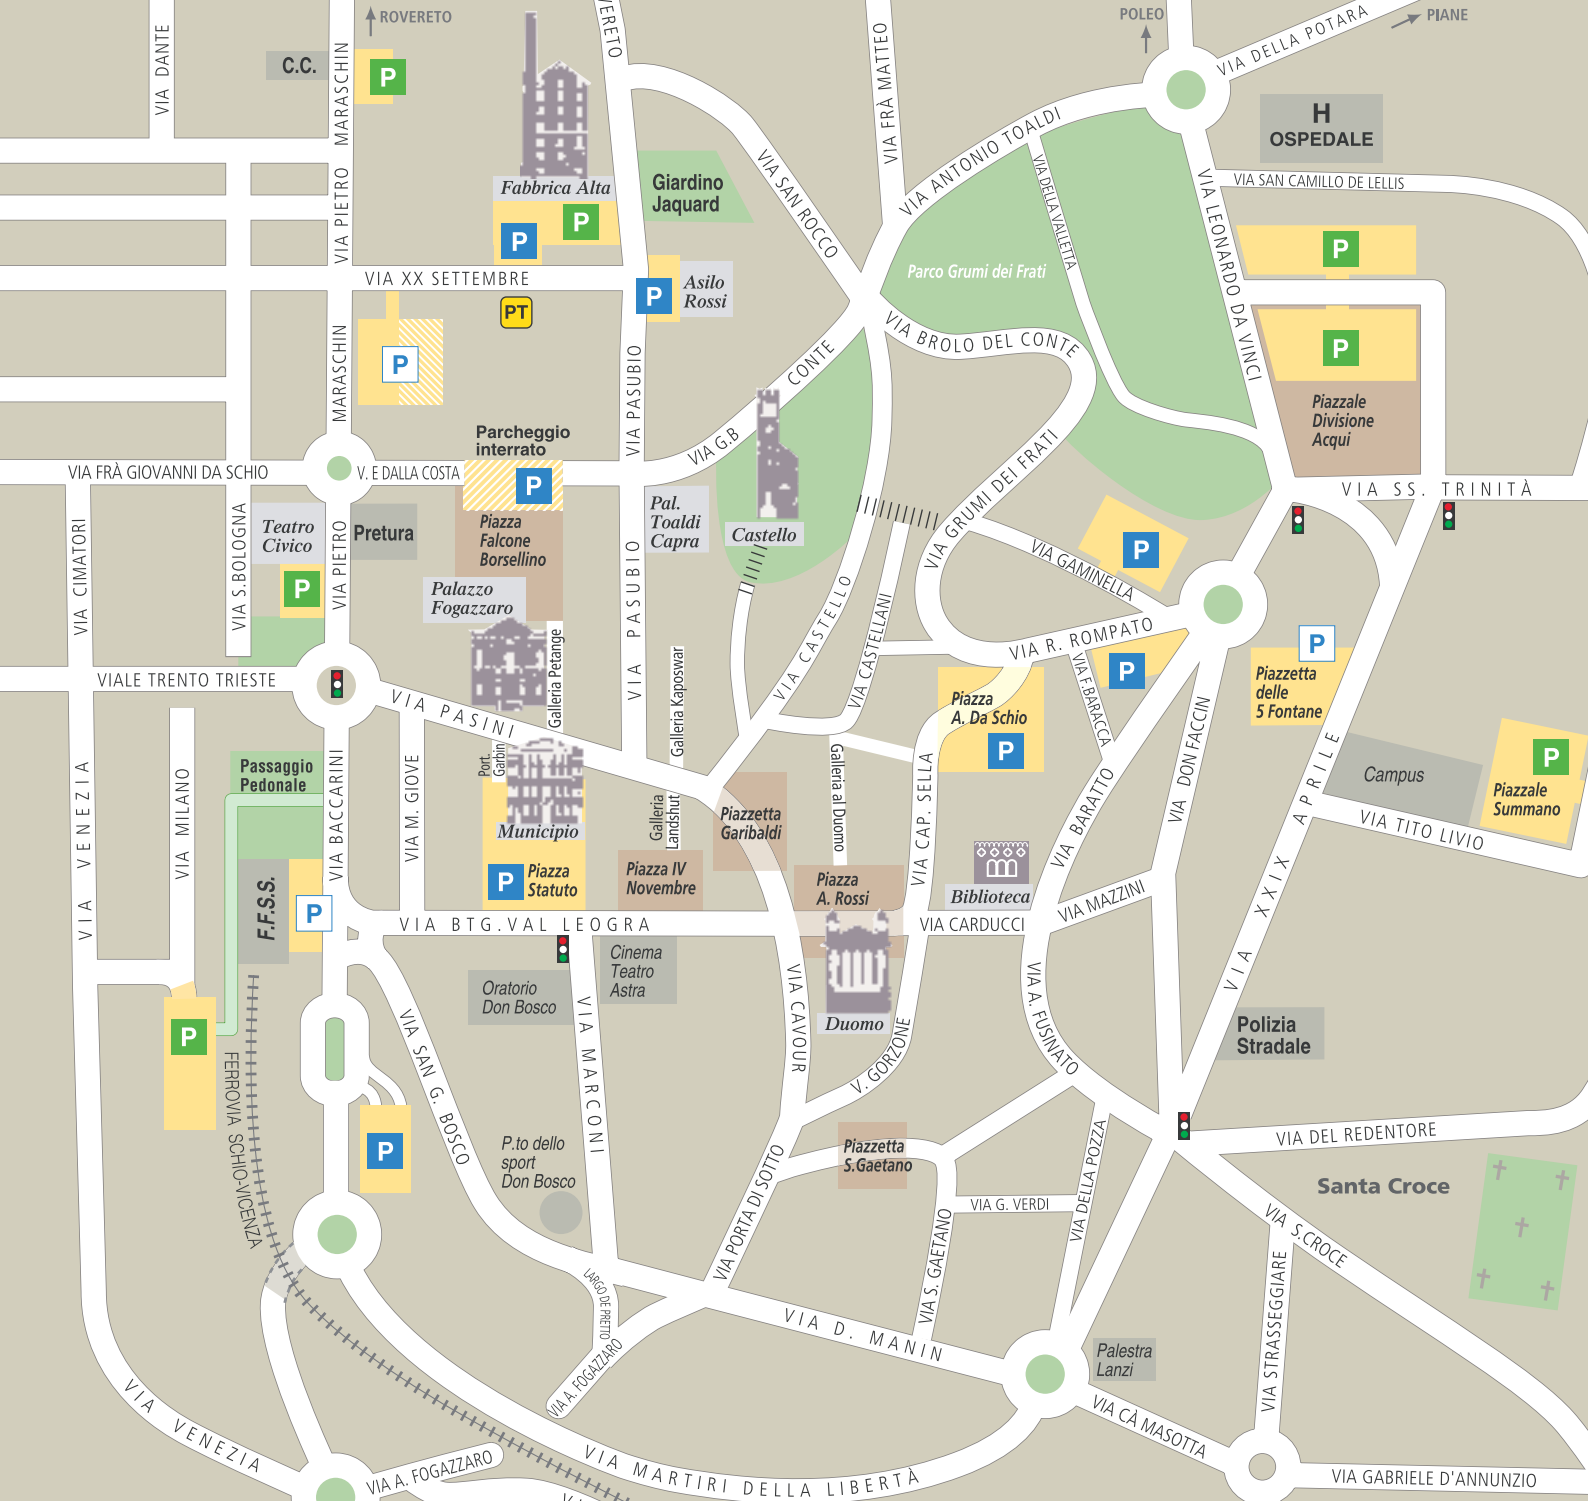 ROVERETO
POLEO
PIANE
VIA DANTE
C.C.
MARASCHIN
P
VIA FRÀ MATTEO
VIA DELLA POTARA
H
OSPEDALE
VIA ANTONIO TOALDI
VIA PIETRO
Fabbrica Alta
P
P
Giardino
Jaquard
VIA SAN ROCCO
VIA DELLA VALLETTA
VIA SAN CAMILLO DE LELLIS
VIA LEONARDO DA VINCI
P
VIA XX SETTEMBRE
PT
P
Asilo
Rossi
Parco Grumi dei Frati
VIA BROLO DEL CONTE
P
MARASCHIN
P
VIA PASUBIO
VIA G.B
CONTE
Piazzale
Divisione
Acqui
Parcheggio
interrato
P
VIA FRÀ GIOVANNI DA SCHIO
V. E DALLA COSTA
VIA SS. TRINITÀ
VIA CIMATORI
VIA S.BOLOGNA
Teatro
Civico
P
VIA PIETRO
Pretura
Piazza
Falcone
Borsellino
Pal.
Toaldi
Capra
Castello
VIA GRUMI DEI FRATI
VIA GAMINELLA
P
Palazzo
Fogazzaro
VIA PASUBIO
VIA CASTELLO
VIA CASTELLANI
VIA R. ROMPATO
P
P
Piazzetta
delle
5 Fontane
VIALE TRENTO TRIESTE
VIA PASINI
Galleria Petange
Galleria Kaposwar
Piazza
A. Da Schio
P
VIA F.BARACCA
VIA DON FACCIN
VIA XXIX APRILE
Campus
P
Piazzale
Summano
VIA TITO LIVIO
VIA VENEZIA
VIA MILANO
Passaggio
Pedonale
VIA BACCARINI
VIA M. GIOVE
Port.
Garbin
Municipio
P
Piazza
Statuto
Galleria
Landshut
Piazza IV
Novembre
Piazzetta
Garibaldi
Galleria al Duomo
VIA CAP. SELLA
VIA BARATTO
Biblioteca
Piazza
A. Rossi
F.F.S.S.
P
VIA BTG.VAL LEOGRA
VIA CARDUCCI
VIA MAZZINI
Oratorio
Don Bosco
Cinema
Teatro
Astra
Duomo
P
FERROVIA SCHIO-VICENZA
VIA SAN G. BOSCO
VIA MARCONI
VIA CAVOUR
V. GORZONE
VIA A. FUSINATO
Polizia
Stradale
P
P.to dello
sport
Don Bosco
Piazzetta
S.Gaetano
VIA DEL REDENTORE
Santa Croce
VIA PORTA DI SOTTO
VIA G. VERDI
VIA DELLA POZZA
VIA S. GAETANO
VIA S.CROCE
VIA STRASSEGGIARE
LARGO DE PRETTO
VIA A. FOGAZZARO
VIA D. MANIN
Palestra
Lanzi
VIA CÀ MASOTTA
VIA VENEZIA
VIA A. FOGAZZARO
VIA MARTIRI DELLA LIBERTÀ
VIA GABRIELE D'ANNUNZIO